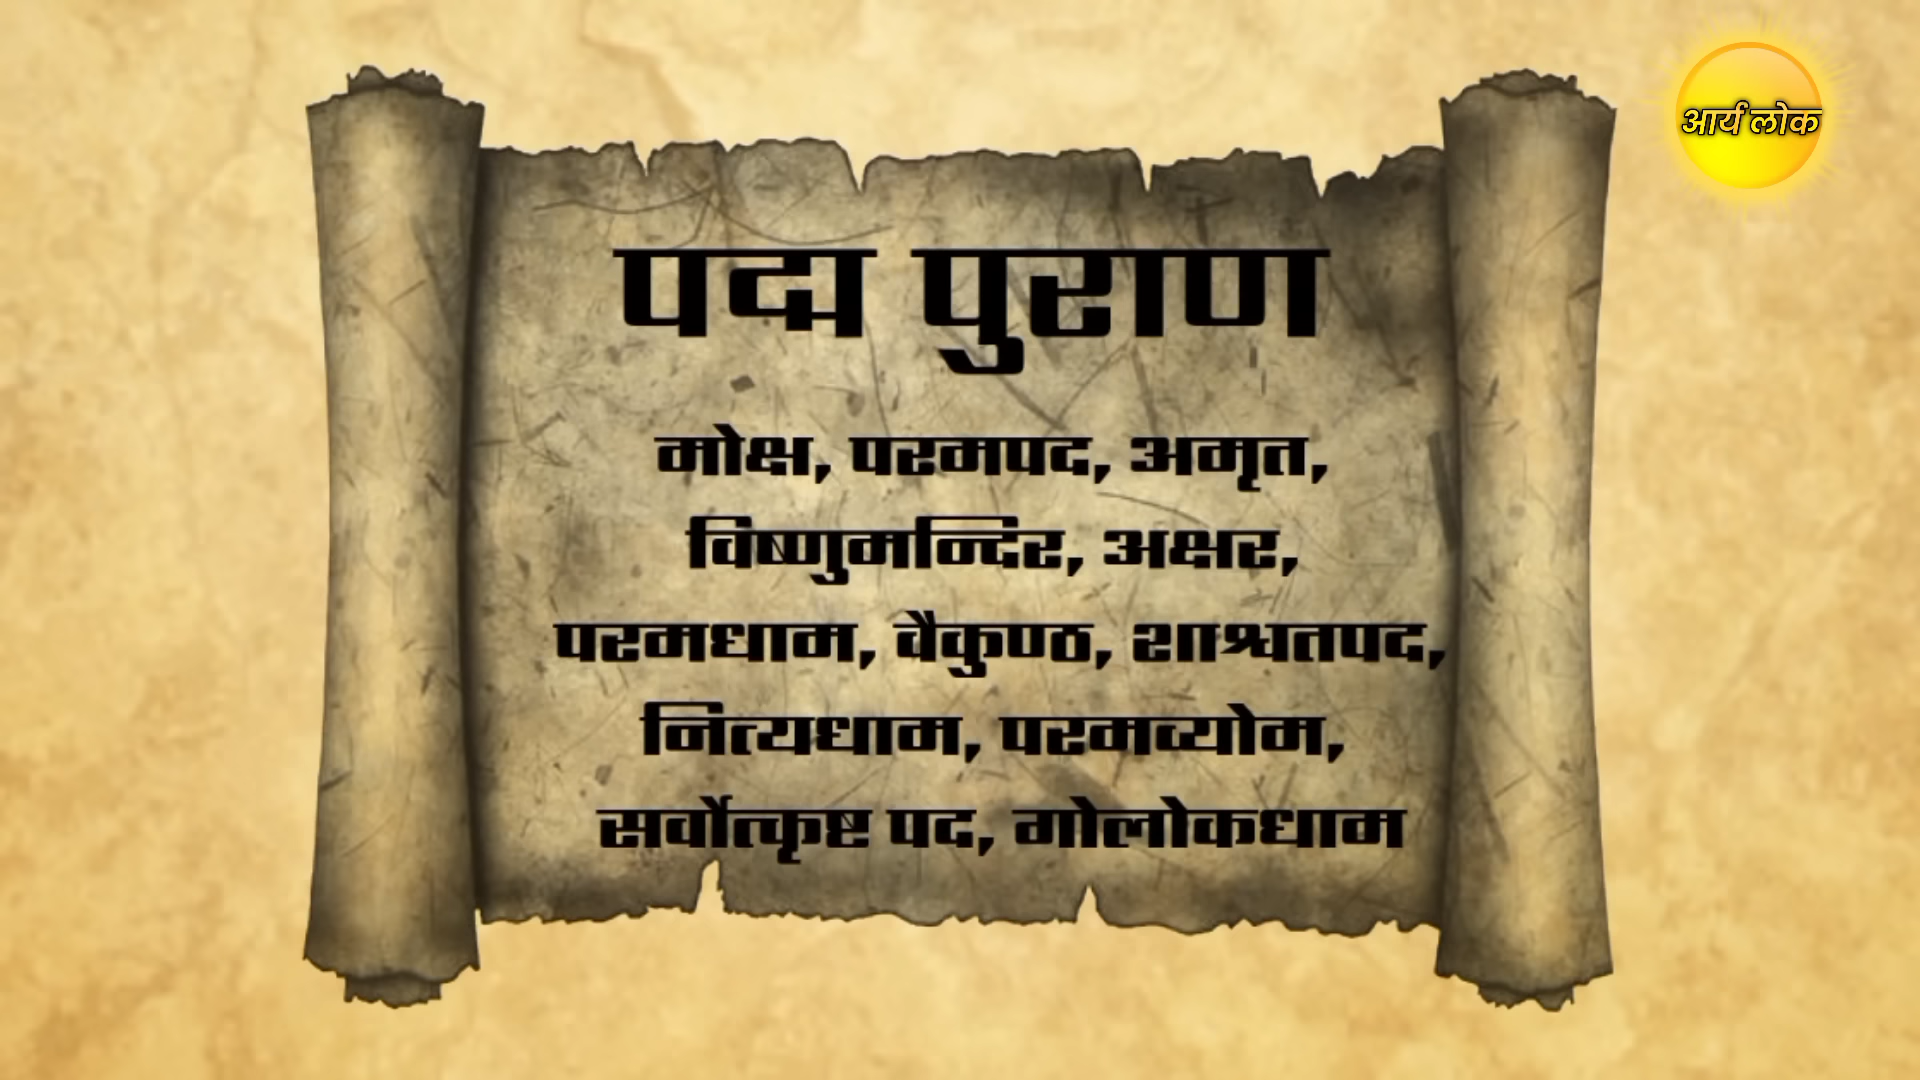 आर्य लोक
पद्म पुराण
मोक्ष, परमपद, अमृत,
विष्णुमन्दिर, अक्षर,
परमधाम, वैकुण्ठ, शाश्वतपद,
नित्यधाम, परमव्योम,
सर्वोत्कृष्ट पद, गोलोकधाम